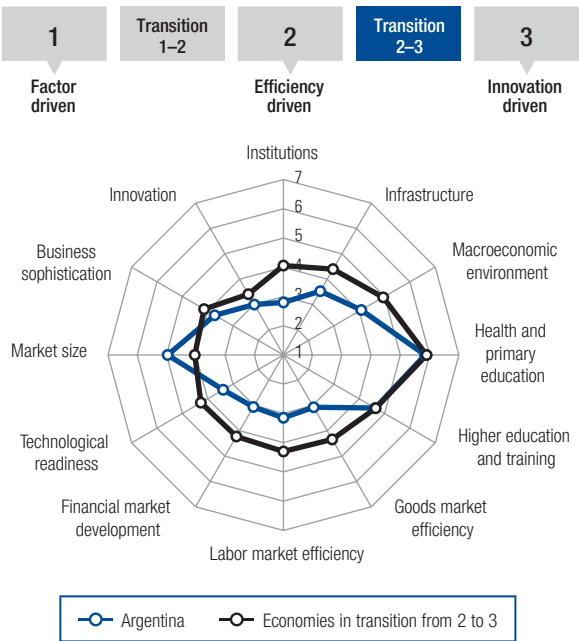 1
Transition
1–2
2
Transition
2–3
3
Factor
driven
Efficiency
driven
Innovation
driven
Institutions
7
Innovation
Infrastructure
6
5
Business
sophistication
Macroeconomic
environment
4
3
2
Market size
1
Health and
primary
education
Technological
readiness
Higher education
and training
Financial market
development
Goods market
efficiency
Labor market efficiency
Argentina
Economies in transition from 2 to 3